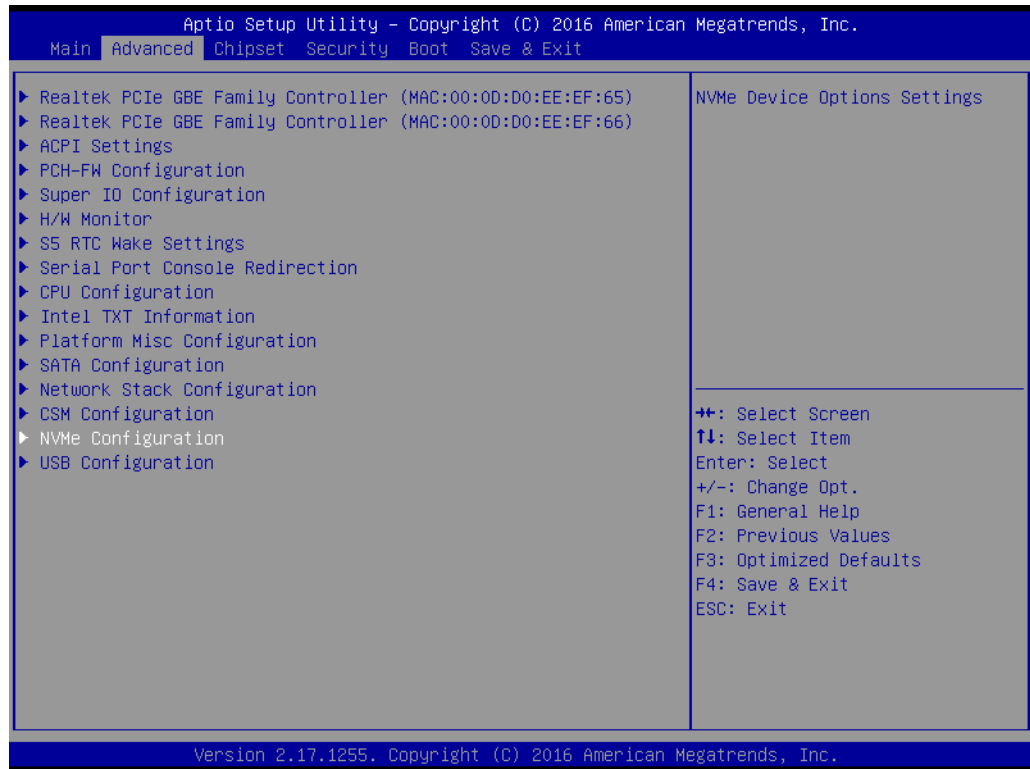 Aptio Setup Utility – Copyright (C) 2016 American Megatrends, Inc.
Main Advanced Chipset Security Boot Save & Exit
▶ Realtek PCIe GBE Family Controller (MAC:00:0D:D0:EE:EF:65)
▶ Realtek PCIe GBE Family Controller (MAC:00:0D:D0:EE:EF:66)
▶ ACPI Settings
▶ PCH-FW Configuration
▶ Super IO Configuration
▶ H/W Monitor
▶ S5 RTC Wake Settings
▶ Serial Port Console Redirection
▶ CPU Configuration
▶ Intel TXT Information
▶ Platform Misc Configuration
▶ SATA Configuration
▶ Network Stack Configuration
▶ CSM Configuration
▶ NVMe Configuration
▶ USB Configuration
NVMe Device Options Settings
→←: Select Screen
↑↓: Select Item
Enter: Select
+/-: Change Opt.
F1: General Help
F2: Previous Values
F3: Optimized Defaults
F4: Save & Exit
ESC: Exit
Version 2.17.1255. Copyright (C) 2016 American Megatrends, Inc.